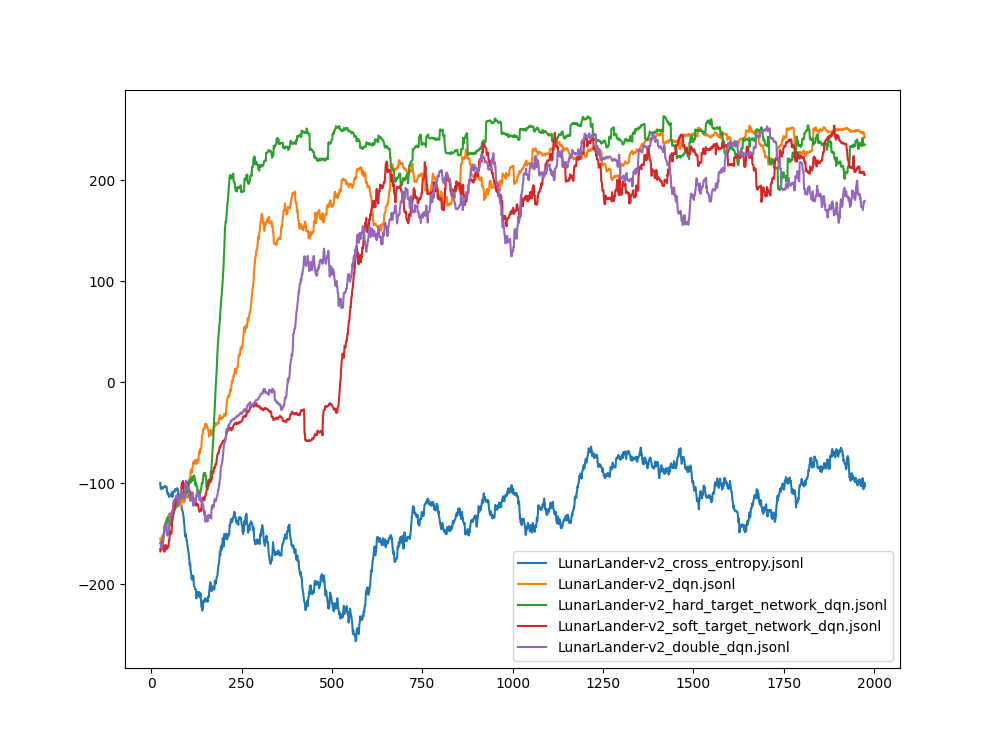 200
100
0
−100
−200
LunarLander-v2_cross_entropy.jsonl
LunarLander-v2_dqn.jsonl
LunarLander-v2_hard_target_network_dqn.jsonl
LunarLander-v2_soft_target_network_dqn.jsonl
LunarLander-v2_double_dqn.jsonl
0 250 500 750 1000 1250 1500 1750 2000